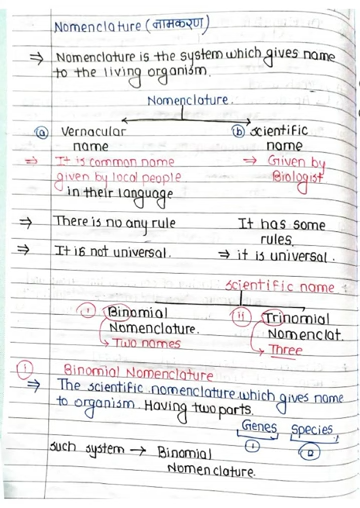 Nomenclature (नामकरण)
⇒ Nomenclature is the system which gives name
to the living organism.
Nomenclature.
ⓐ Vernacular
name
ⓑ scientific
name
⇒ It is common name
given by local people
in their language
⇒ Given by
Biologist
⇒ There is no any rule
It has some
rules.
⇒ It is not universal.
⇒ it is universal.
scientific name
ⓘ Binomial
Nomenclature.
Two names
ⓘⓘ Trinomial
Nomenclat.
Three
ⓘ Binomial Nomenclature
⇒ The scientific nomenclature which gives name
to organism. Having two parts.
Genes Species
such system → Binomial
Nomenclature.